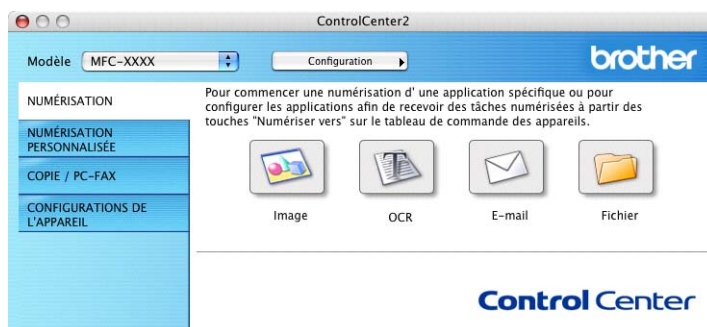 ControlCenter2
Modèle MFC-XXXX Configuration brother
NUMÉRISATION
NUMÉRISATION
PERSONNALISÉE
COPIE / PC-FAX
CONFIGURATIONS DE
L'APPAREIL
Pour commencer une numérisation d' une application spécifique ou pour
configurer les applications afin de recevoir des tâches numérisées à partir des
touches "Numériser vers" sur le tableau de commande des appareils.
Image OCR E-mail Fichier
Control Center